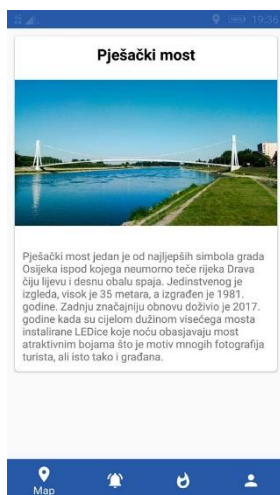 19:36
Pješački most
Pješački most jedan je od najljepših simbola grada
Osijeka ispod kojega neumorno teče rijeka Drava
čiju lijevu i desnu obalu spaja. Jedinstvenog je
izgleda, visok je 35 metara, a izgrađen je 1981.
godine. Zadnju značajniju obnovu doživio je 2017.
godine kada su cijelom dužinom visećega mosta
instalirane LEDice koje noću obasjavaju most
atraktivnim bojama što je motiv mnogih fotografija
turista, ali isto tako i građana.
Map